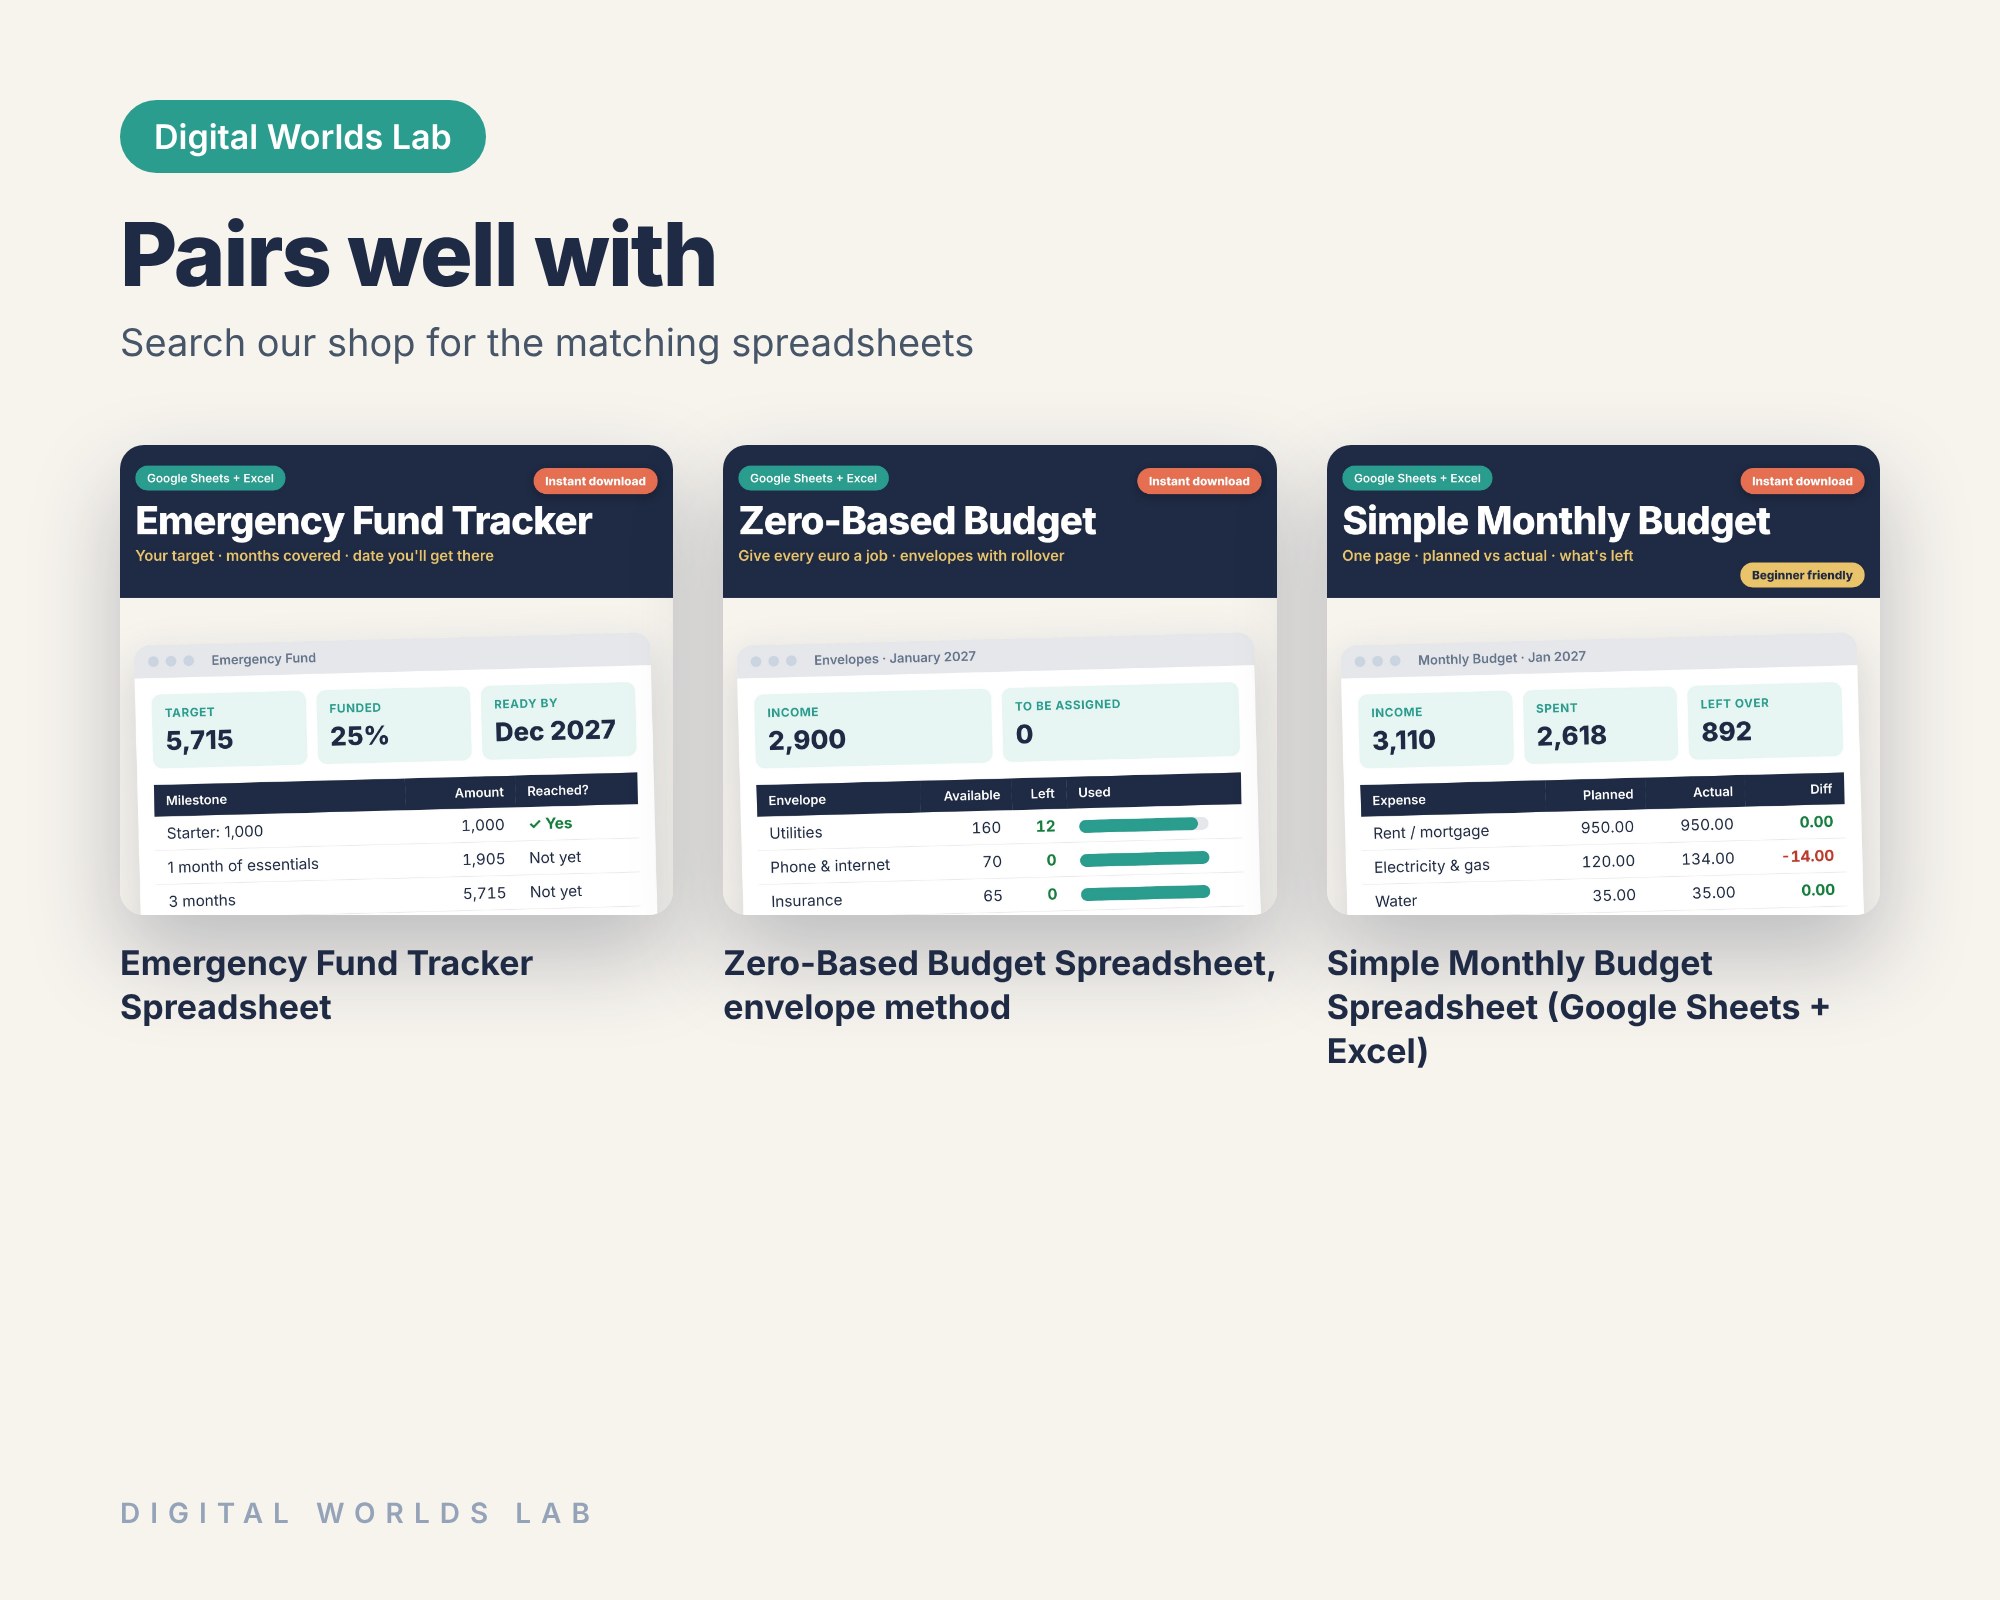 Digital Worlds Lab
Pairs well with
Search our shop for the matching spreadsheets
Google Sheets + Excel
Instant download
Emergency Fund Tracker
Your target · months covered · date you'll get there
Emergency Fund
TARGET
5,715
FUNDED
25%
READY BY
Dec 2027
Milestone Amount Reached?
Starter: 1,000 1,000 ✓ Yes
1 month of essentials 1,905 Not yet
3 months 5,715 Not yet
Emergency Fund Tracker
Spreadsheet
Google Sheets + Excel
Instant download
Zero-Based Budget
Give every euro a job · envelopes with rollover
Envelopes · January 2027
INCOME
2,900
TO BE ASSIGNED
0
Envelope Available Left Used
Utilities 160 12
Phone & internet 70 0
Insurance 65 0
Zero-Based Budget Spreadsheet,
envelope method
Google Sheets + Excel
Instant download
Simple Monthly Budget
One page · planned vs actual · what's left
Beginner friendly
Monthly Budget · Jan 2027
INCOME
3,110
SPENT
2,618
LEFT OVER
892
Expense Planned Actual Diff
Rent / mortgage 950.00 950.00 0.00
Electricity & gas 120.00 134.00 -14.00
Water 35.00 35.00 0.00
Simple Monthly Budget
Spreadsheet (Google Sheets +
Excel)
DIGITAL WORLDS LAB